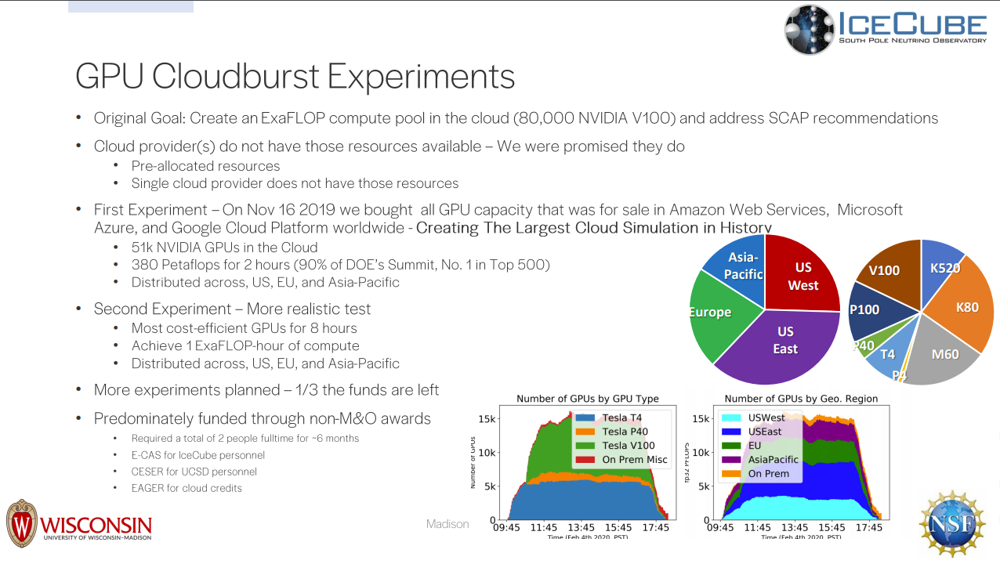 ICECUBE
SOUTH POLE NEUTRINO OBSERVATORY
GPU Cloudburst Experiments
• Original Goal: Create an ExaFLOP compute pool in the cloud (80,000 NVIDIA V100) and address SCAP recommendations
• Cloud provider(s) do not have those resources available – We were promised they do
• Pre-allocated resources
• Single cloud provider does not have those resources
• First Experiment – On Nov 16 2019 we bought all GPU capacity that was for sale in Amazon Web Services, Microsoft
Azure, and Google Cloud Platform worldwide - Creating The Largest Cloud Simulation in History
• 51k NVIDIA GPUs in the Cloud
• 380 Petaflops for 2 hours (90% of DOE's Summit, No. 1 in Top 500)
• Distributed across, US, EU, and Asia-Pacific
• Second Experiment – More realistic test
• Most cost-efficient GPUs for 8 hours
• Achieve 1 ExaFLOP-hour of compute
• Distributed across, US, EU, and Asia-Pacific
• More experiments planned – 1/3 the funds are left
• Predominately funded through non-M&O awards
• Required a total of 2 people fulltime for ~6 months
• E-CAS for IceCube personnel
• CESER for UCSD personnel
• EAGER for cloud credits
Asia-
Pacific
US
West
Europe
US
East
V100
K520
P100
K80
P40
T4
M60
P4
Number of GPUs by GPU Type
15k
10k
5k
0
Number of GPUs
Tesla T4
Tesla P40
Tesla V100
On Prem Misc
09:45 11:45 13:45 15:45 17:45
Time (Feb 4th 2020, PST)
Number of GPUs by Geo. Region
15k
10k
5k
0
fp32 PFLOPS
USWest
USEast
EU
AsiaPacific
On Prem
09:45 11:45 13:45 15:45 17:45
Time (Feb 4th 2020, PST)
W
WISCONSIN
UNIVERSITY OF WISCONSIN–MADISON
Madison
NSF